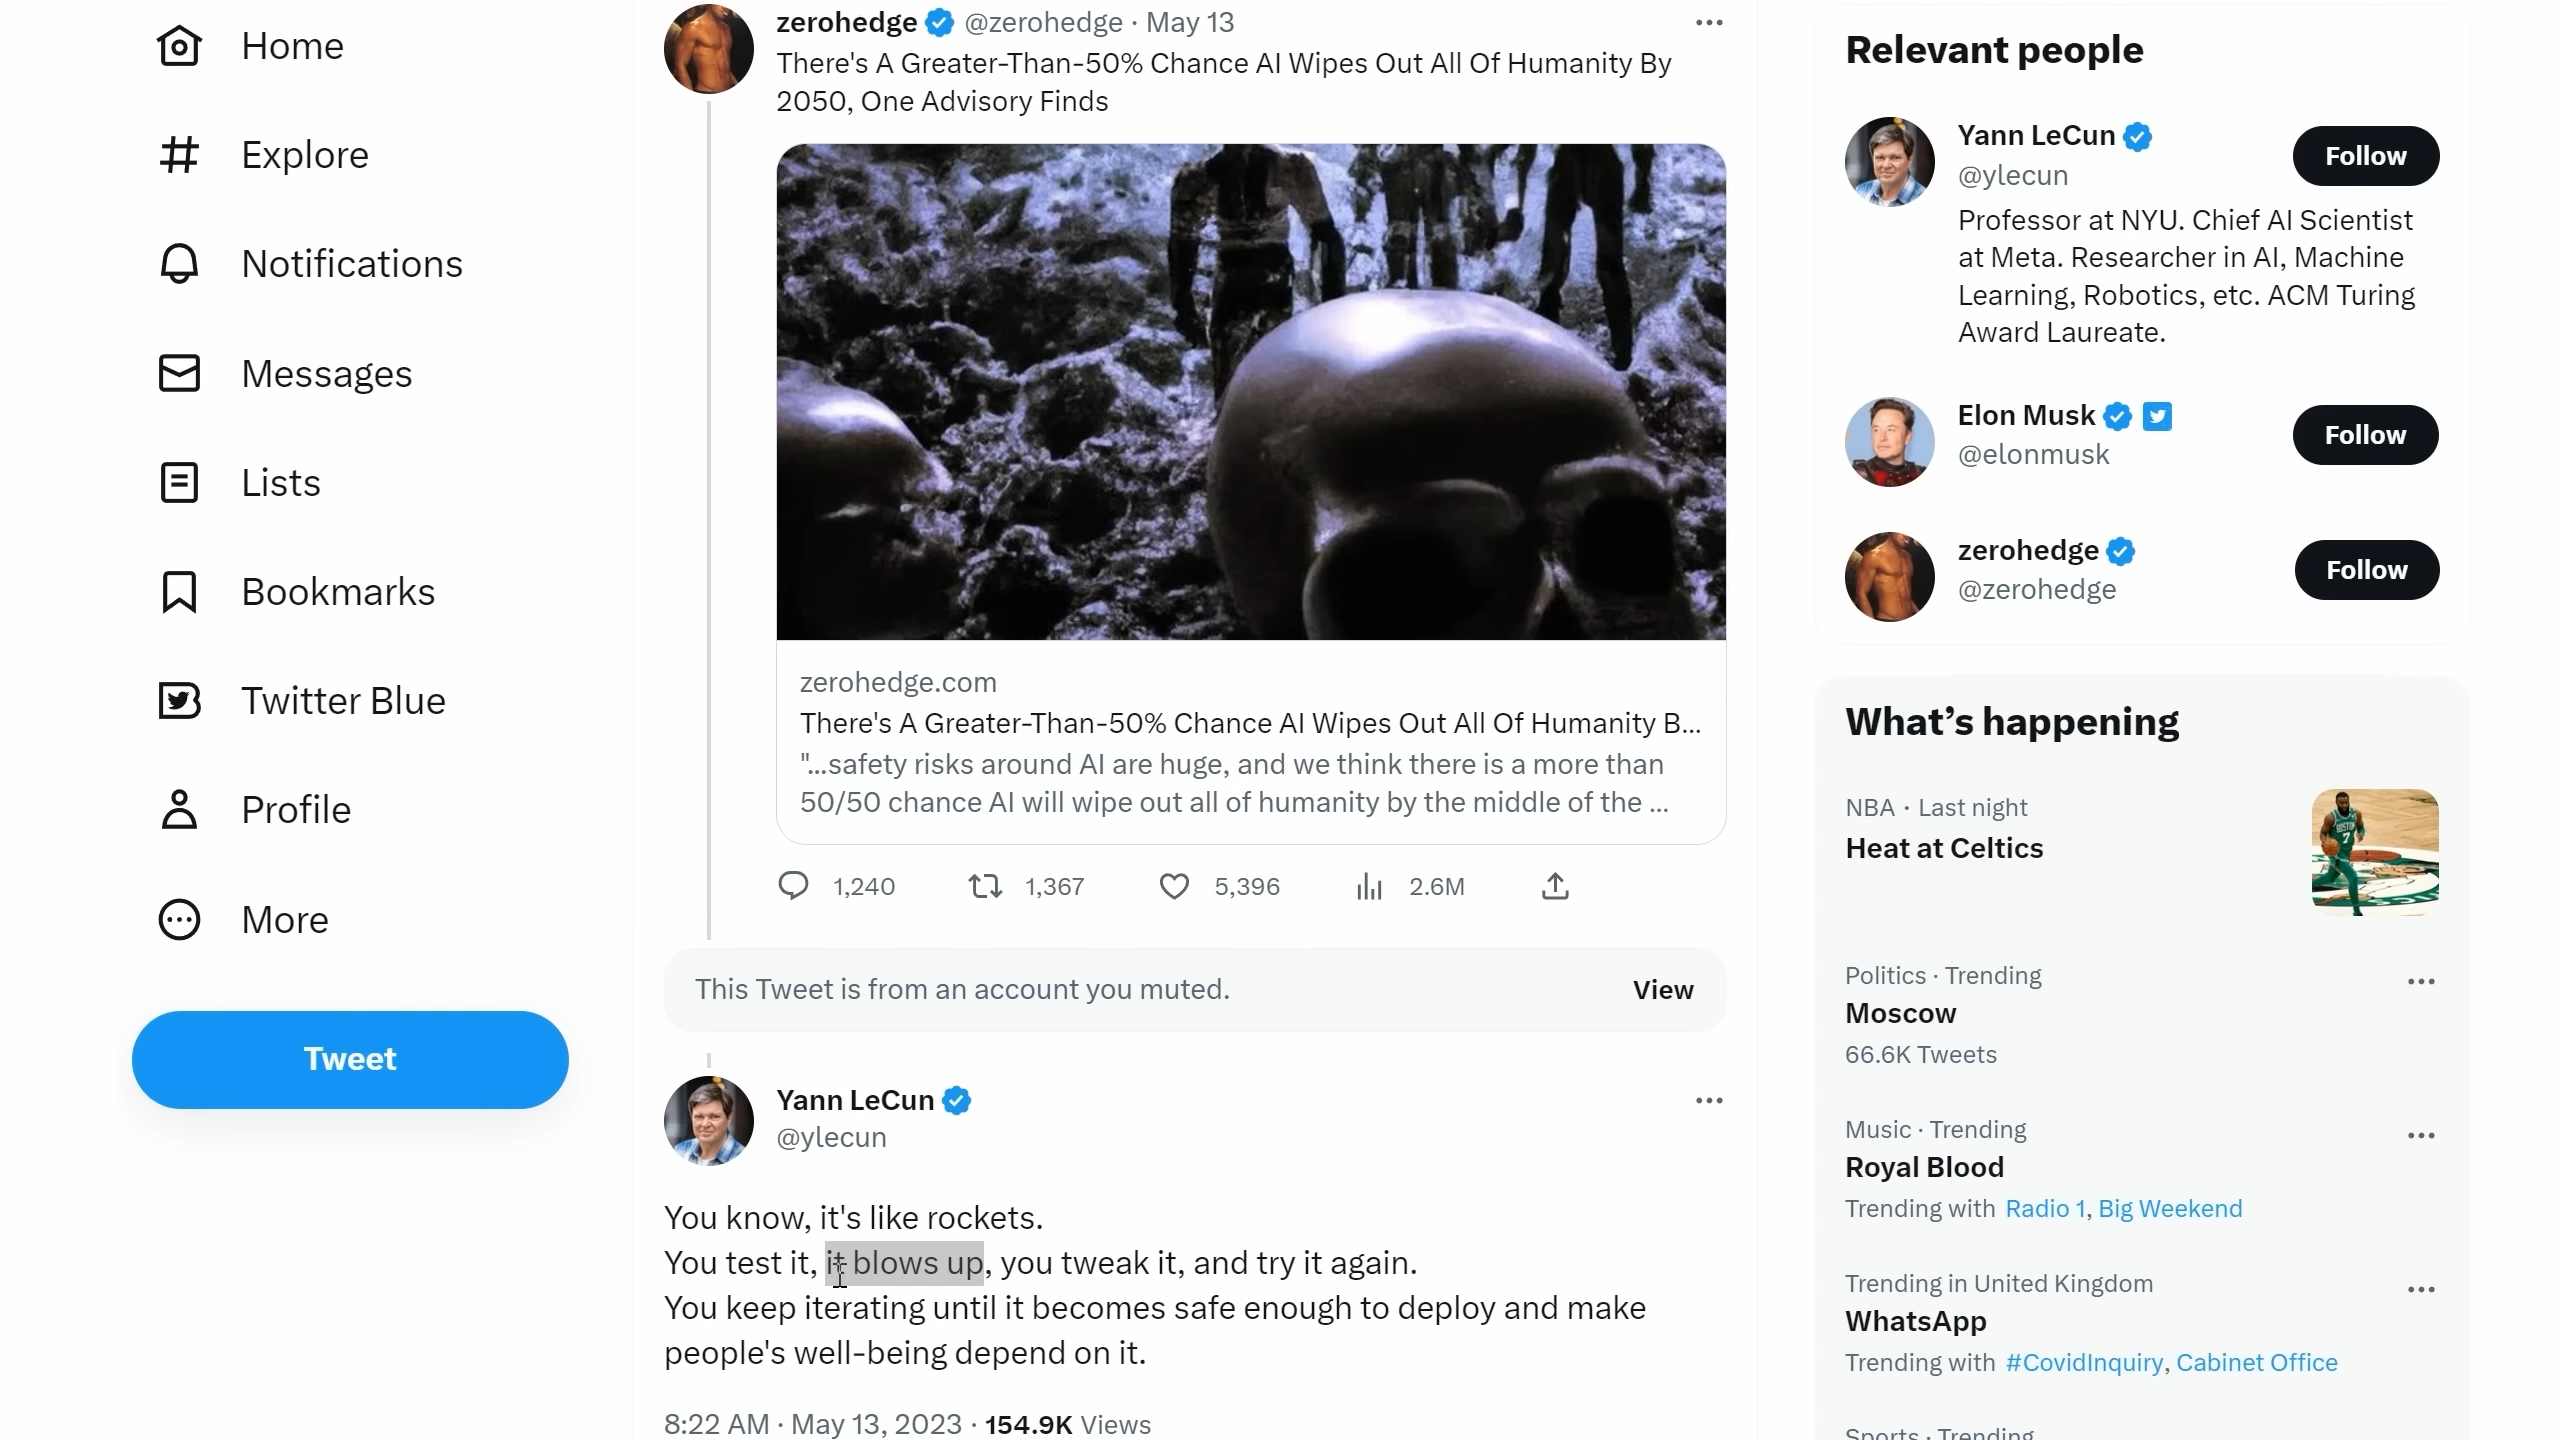 Home
Explore
Notifications
Messages
Lists
Bookmarks
Twitter Blue
Profile
More
Tweet
zerohedge @zerohedge · May 13
There's A Greater-Than-50% Chance AI Wipes Out All Of Humanity By
2050, One Advisory Finds
zerohedge.com
There's A Greater-Than-50% Chance AI Wipes Out All Of Humanity B...
"...safety risks around AI are huge, and we think there is a more than
50/50 chance AI will wipe out all of humanity by the middle of the ...
1,240 1,367 5,396 2.6M
This Tweet is from an account you muted. View
Yann LeCun
@ylecun
You know, it's like rockets.
You test it, it blows up, you tweak it, and try it again.
You keep iterating until it becomes safe enough to deploy and make
people's well-being depend on it.
8:22 AM · May 13, 2023 · 154.9K Views
Relevant people
Yann LeCun
@ylecun
Follow
Professor at NYU. Chief AI Scientist
at Meta. Researcher in AI, Machine
Learning, Robotics, etc. ACM Turing
Award Laureate.
Elon Musk
@elonmusk
Follow
zerohedge
@zerohedge
Follow
What's happening
NBA · Last night
Heat at Celtics
BOSTON
7
Politics · Trending
Moscow
66.6K Tweets
Music · Trending
Royal Blood
Trending with Radio 1, Big Weekend
Trending in United Kingdom
WhatsApp
Trending with #CovidInquiry, Cabinet Office
Sports · Trending